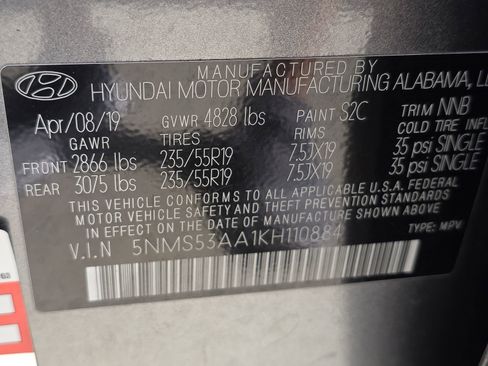 MANUFACTURED BY
HYUNDAI MOTOR MANUFACTURING ALABAMA,
Apr/08/19 GVWR 4828 lbs PAINT S2C TRIM NNB
GAWR TIRES RIMS COLD TIRE
FRONT 2866 lbs 235/55R19 7.5JX19 35 psi SINGLE
REAR 3075 lbs 235/55R19 7.5JX19 35 psi SINGLE
THIS VEHICLE CONFORMS TO ALL APPLICABLE U.S.A. FEDERAL
MOTOR VEHICLE SAFETY AND THEFT PREVENTION STANDARDS
IN EFFECT ON THE DATE OF MANUFACTURE SHOWN ABOVE.
V.I.N 5NMS53AA1KH110884 TYPE: MPV